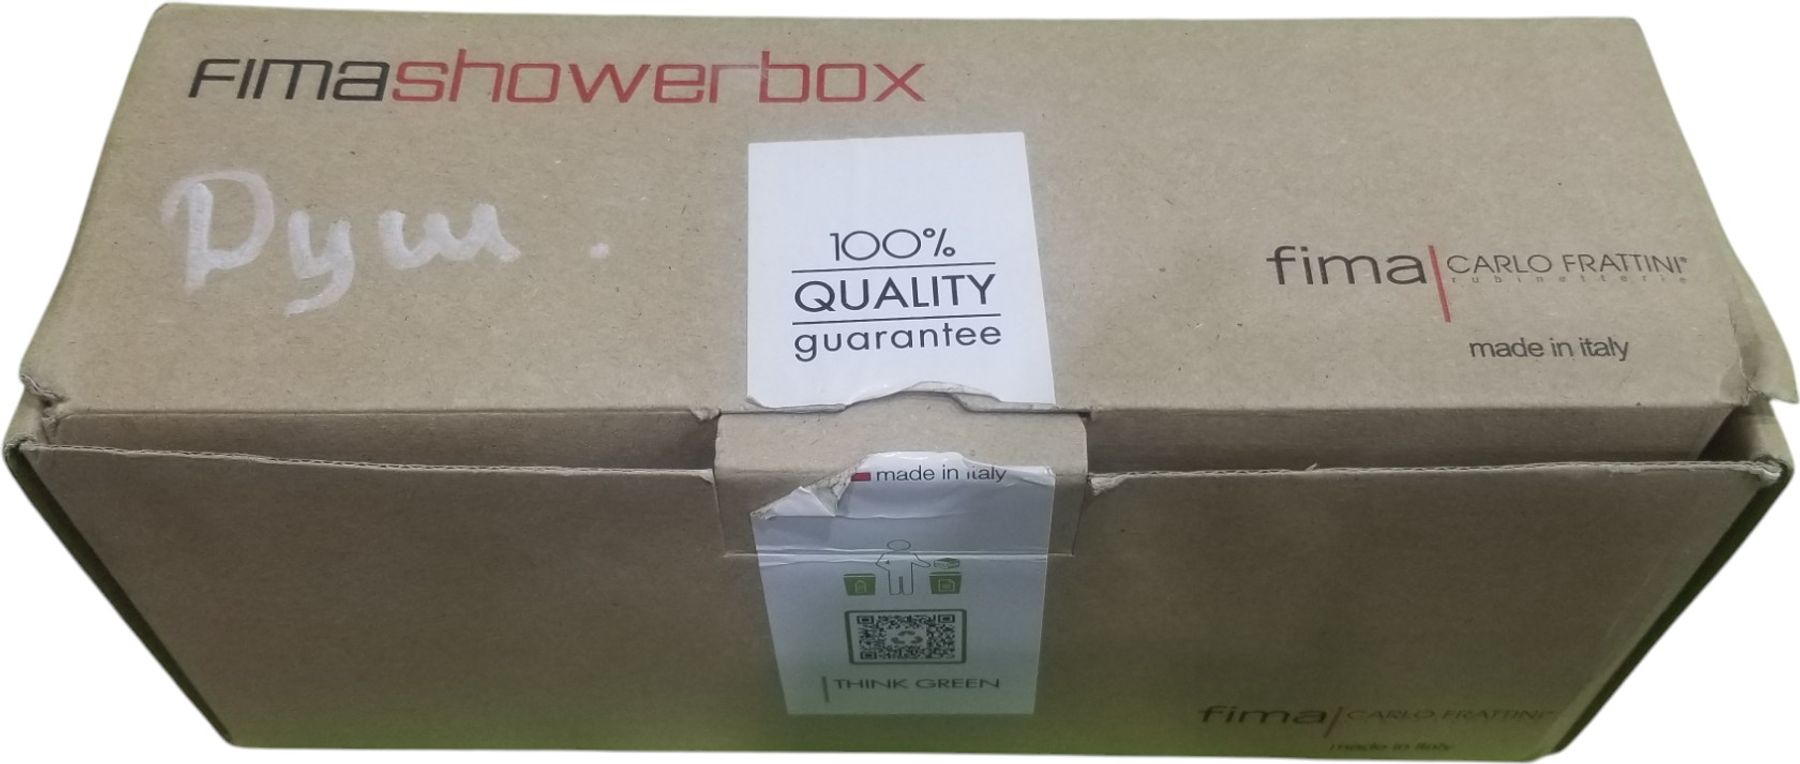 fimashowerbox
Душ.
100%
QUALITY
guarantee
fima | CARLO FRATTINI®
rubinetterie
made in italy
made in italy
THINK GREEN
fima | CARLO FRATTINI®
made in italy